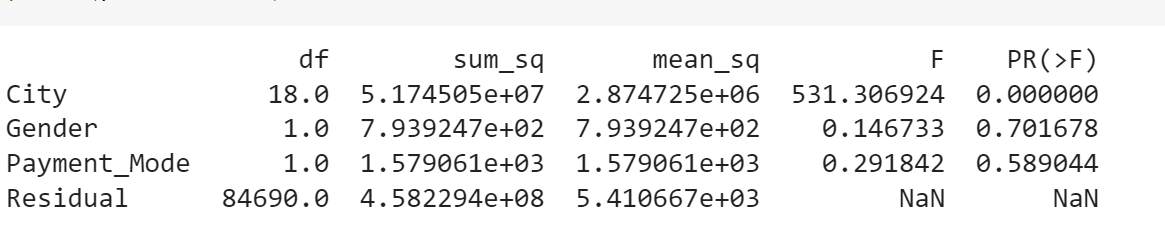 df sum_sq mean_sq F PR(>F)
City 18.0 5.174505e+07 2.874725e+06 531.306924 0.000000
Gender 1.0 7.939247e+02 7.939247e+02 0.146733 0.701678
Payment_Mode 1.0 1.579061e+03 1.579061e+03 0.291842 0.589044
Residual 84690.0 4.582294e+08 5.410667e+03 NaN NaN